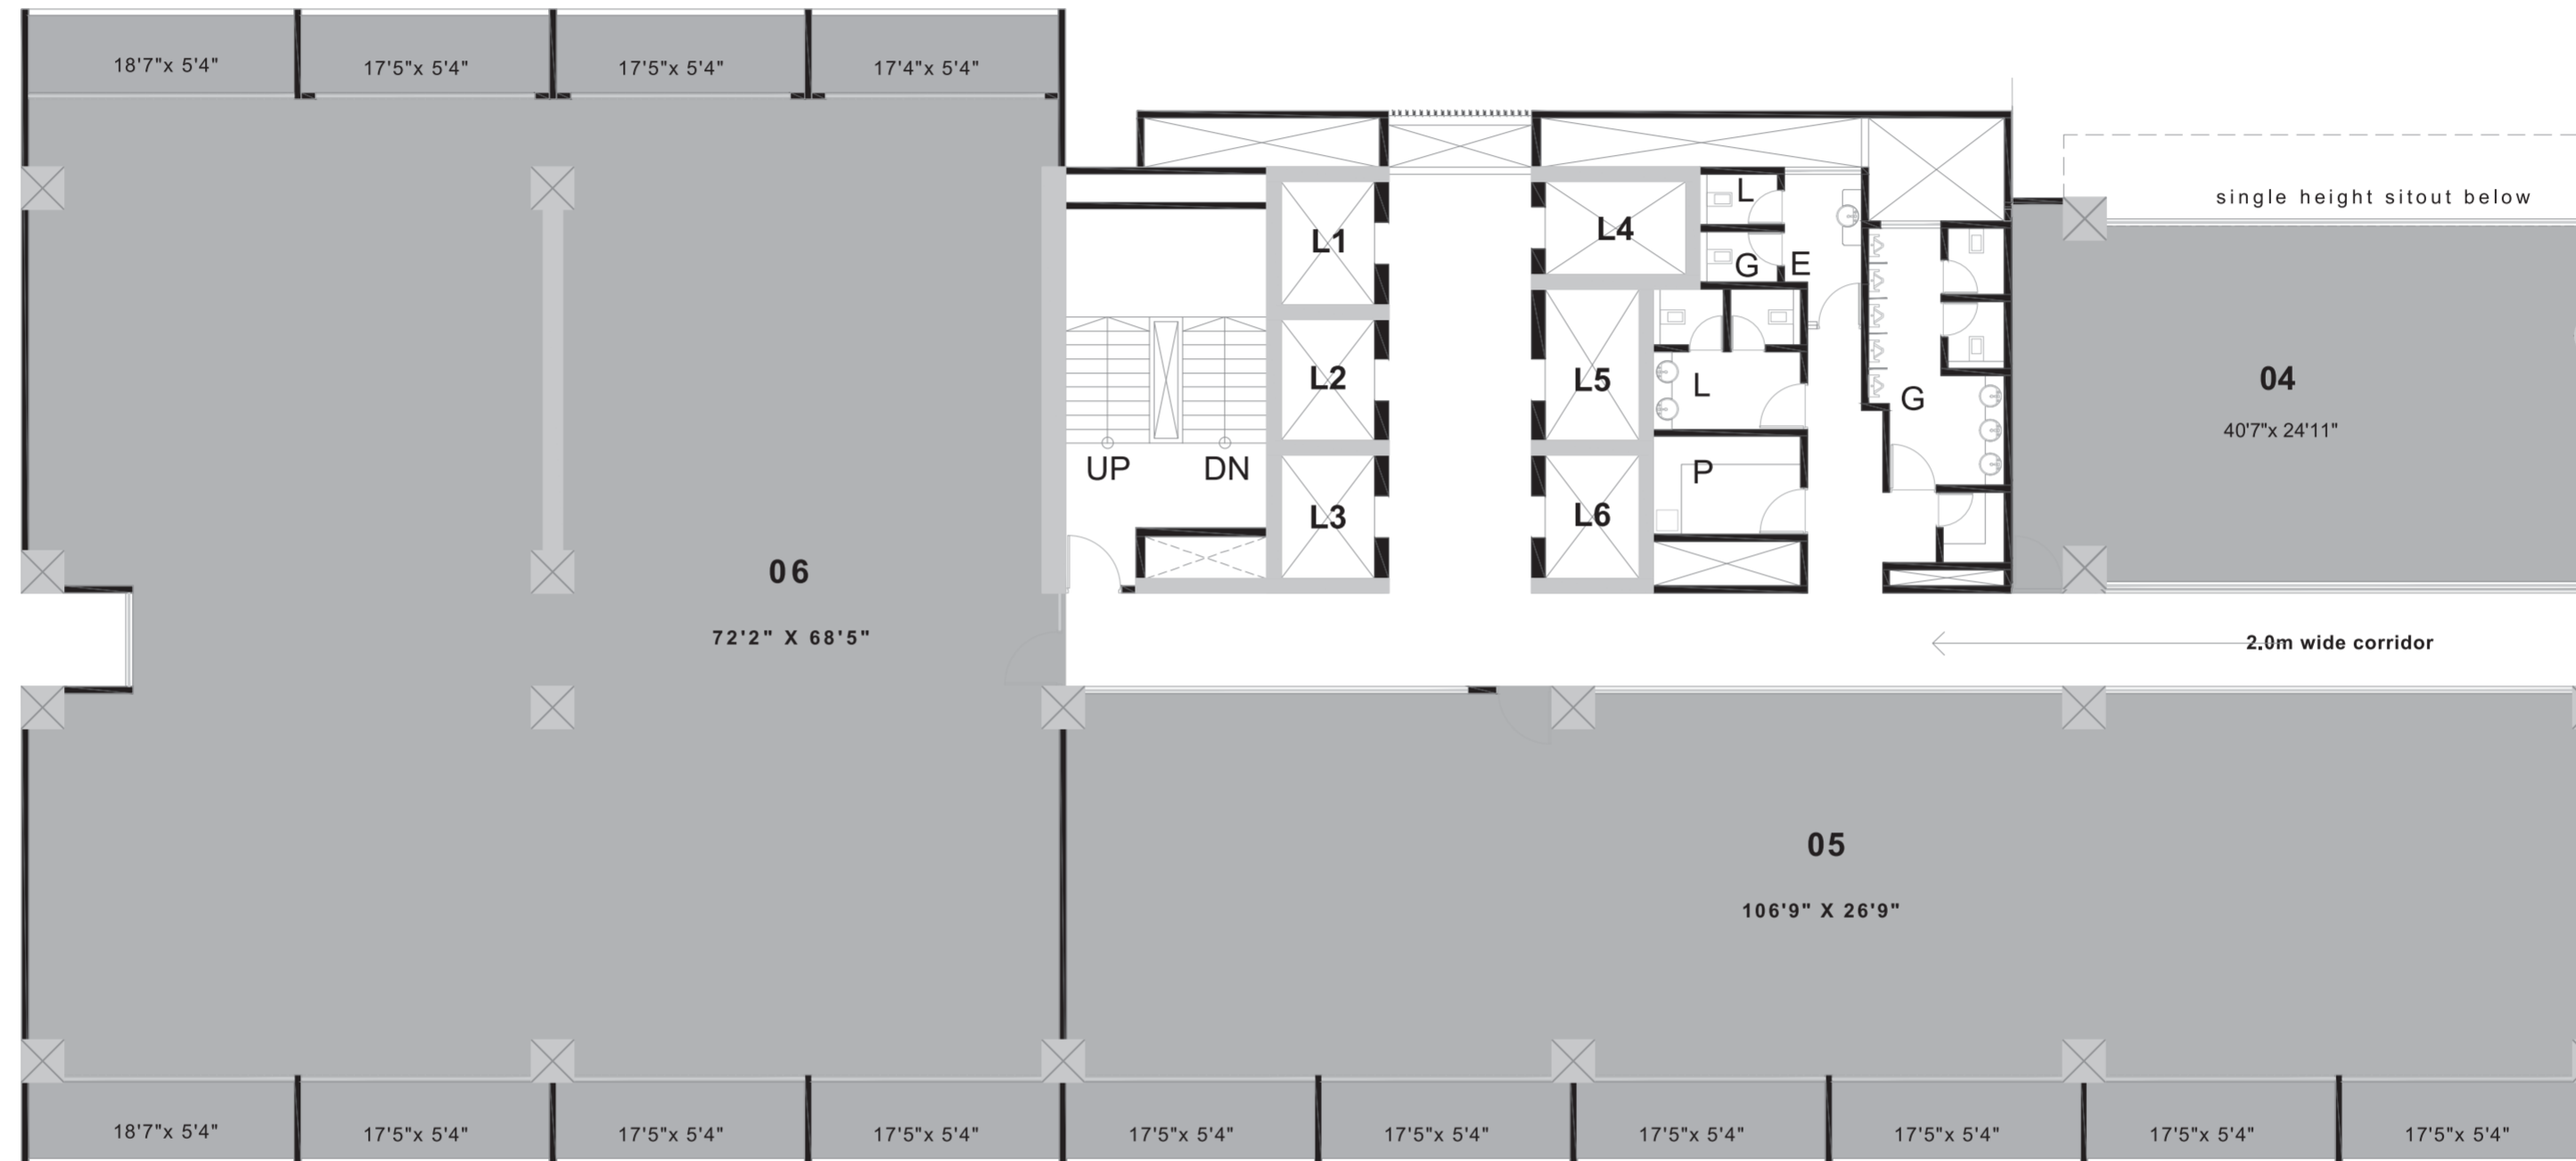 18'7"x 5'4"
17'5"x 5'4"
17'5"x 5'4"
17'4"x 5'4"
single height sitout below
L
L1
L4
G
E
L2
L5
L
G
04
40'7"x 24'11"
UP
DN
P
L3
L6
06
72'2" X 68'5"
2.0m wide corridor
05
106'9" X 26'9"
18'7"x 5'4"
17'5"x 5'4"
17'5"x 5'4"
17'5"x 5'4"
17'5"x 5'4"
17'5"x 5'4"
17'5"x 5'4"
17'5"x 5'4"
17'5"x 5'4"
17'5"x 5'4"